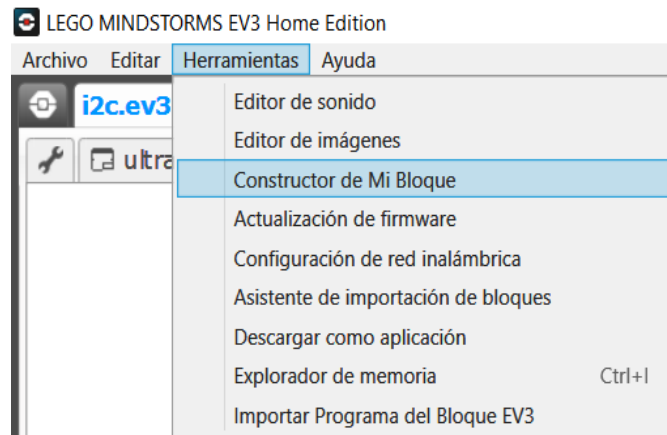 LEGO MINDSTORMS EV3 Home Edition
Archivo Editar Herramientas Ayuda
i2c.ev3
ultra
Editor de sonido
Editor de imágenes
Constructor de Mi Bloque
Actualización de firmware
Configuración de red inalámbrica
Asistente de importación de bloques
Descargar como aplicación
Explorador de memoria Ctrl+I
Importar Programa del Bloque EV3